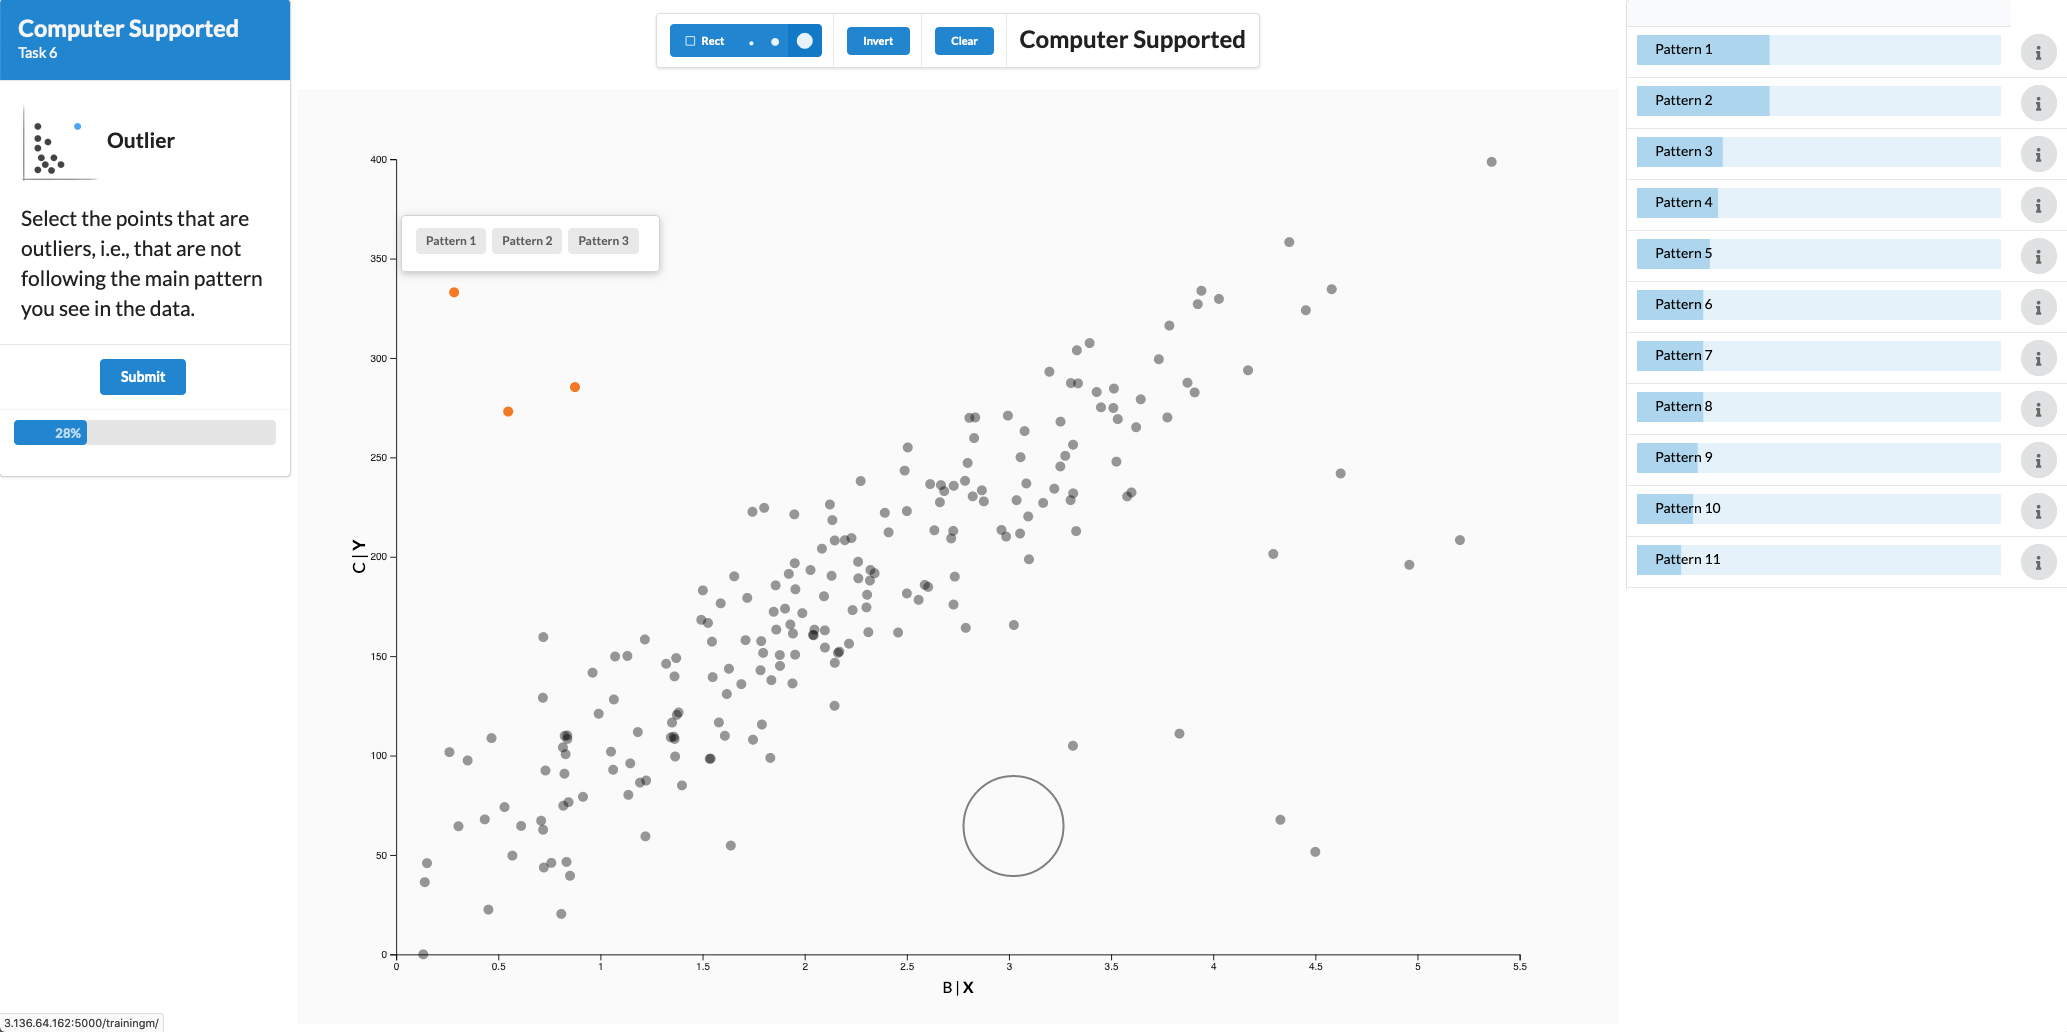 Computer Supported
Task 6
Outlier
Select the points that are
outliers, i.e., that are not
following the main pattern
you see in the data.
Submit
28%
Rect
Invert
Clear
Computer Supported
Pattern 1
Pattern 2
Pattern 3
400
350
300
250
200
150
100
50
0
C|Y
0
0.5
1
1.5
2
2.5
3
3.5
4
4.5
5
5.5
B|X
Pattern 1
Pattern 2
Pattern 3
Pattern 4
Pattern 5
Pattern 6
Pattern 7
Pattern 8
Pattern 9
Pattern 10
Pattern 11
3.136.64.162:5000/trainingm/